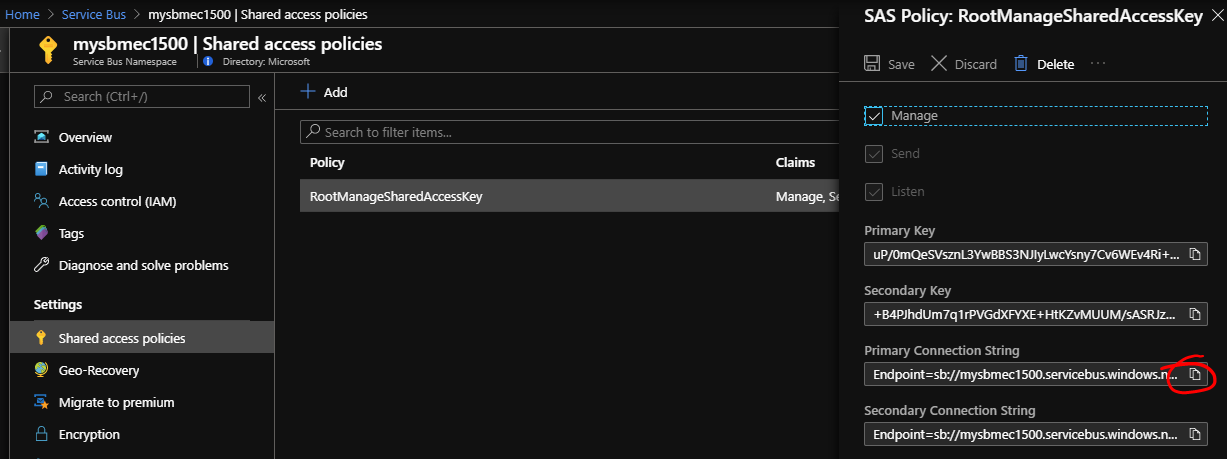 Home > Service Bus > mysbmec1500 | Shared access policies
mysbmec1500 | Shared access policies
Service Bus Namespace | Directory: Microsoft
Search (Ctrl+/)
«
Overview
Activity log
Access control (IAM)
Tags
Diagnose and solve problems
Settings
Shared access policies
Geo-Recovery
Migrate to premium
Encryption
+ Add
Search to filter items...
Policy Claims
RootManageSharedAccessKey Manage, Se
SAS Policy: RootManageSharedAccessKey
Save Discard Delete ...
Manage
Send
Listen
Primary Key
uP/0mQeSVsznL3YwBBS3NJIyLwcYsny7Cv6WEv4Ri+...
Secondary Key
+B4PJhdUm7q1rPVGdXFYXE+HtKZvMUUM/sASRJz...
Primary Connection String
Endpoint=sb://mysbmec1500.servicebus.windows.n...
Secondary Connection String
Endpoint=sb://mysbmec1500.servicebus.windows.n...